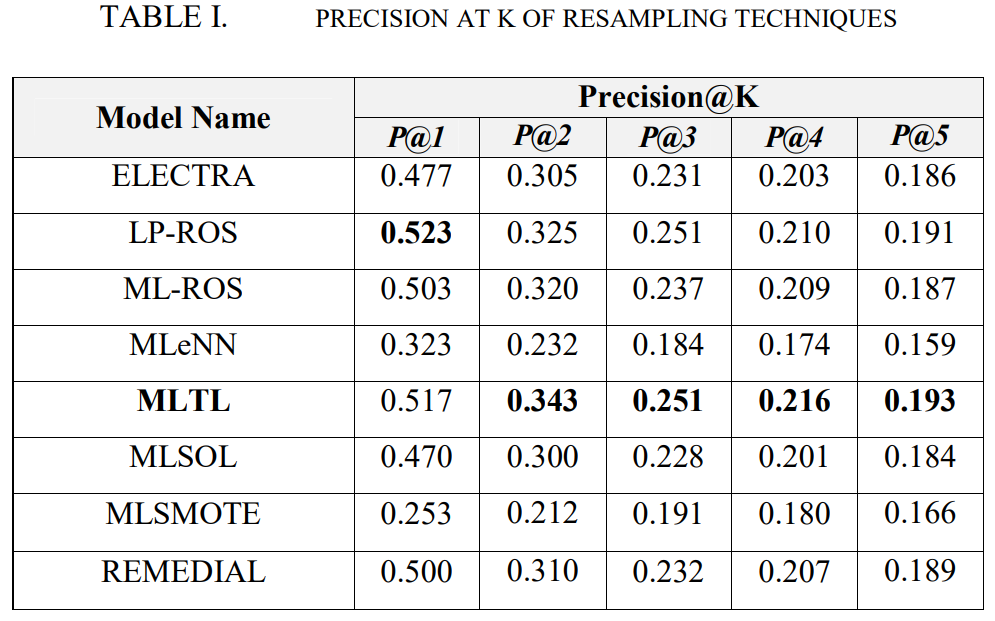 TABLE I. PRECISION AT K OF RESAMPLING TECHNIQUES
Model Name Precision@K
P@1 P@2 P@3 P@4 P@5
ELECTRA 0.477 0.305 0.231 0.203 0.186
LP-ROS 0.523 0.325 0.251 0.210 0.191
ML-ROS 0.503 0.320 0.237 0.209 0.187
MLeNN 0.323 0.232 0.184 0.174 0.159
MLTL 0.517 0.343 0.251 0.216 0.193
MLSOL 0.470 0.300 0.228 0.201 0.184
MLSMOTE 0.253 0.212 0.191 0.180 0.166
REMEDIAL 0.500 0.310 0.232 0.207 0.189